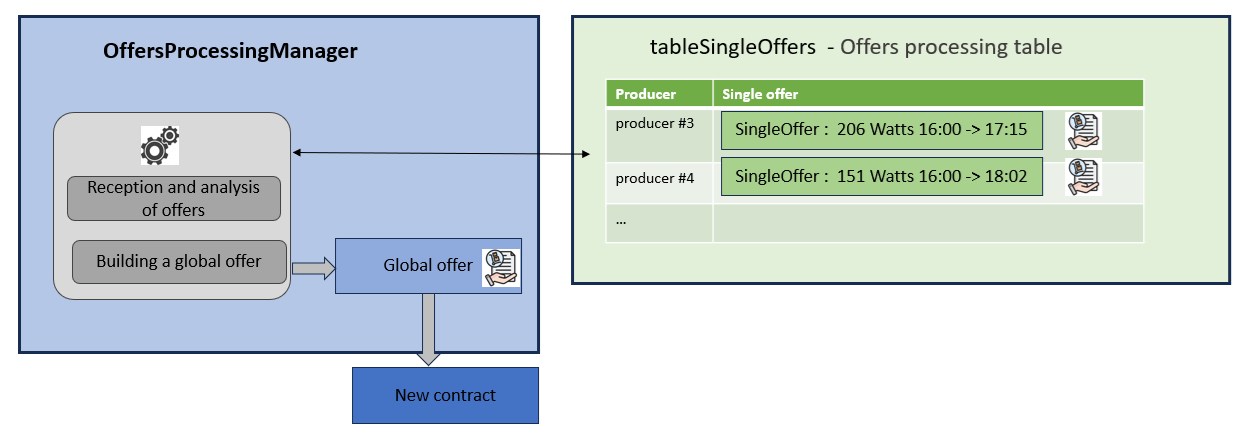 OffersProcessingManager
Reception and analysis
of offers
Building a global offer
Global offer
New contract
tableSingleOffers - Offers processing table
Producer Single offer
producer #3 SingleOffer : 206 Watts 16:00 -> 17:15
producer #4 SingleOffer : 151 Watts 16:00 -> 18:02
...